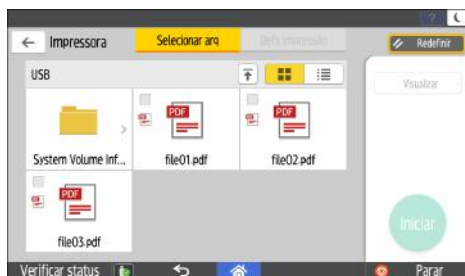 ?
← Impressora
Selecionar arq
Defs impressão
Redefinir
USB
Visualizar
PDF
PDF
System Volume Inf...
file01.pdf
file02.pdf
PDF
file03.pdf
Iniciar
Verificar status
Parar